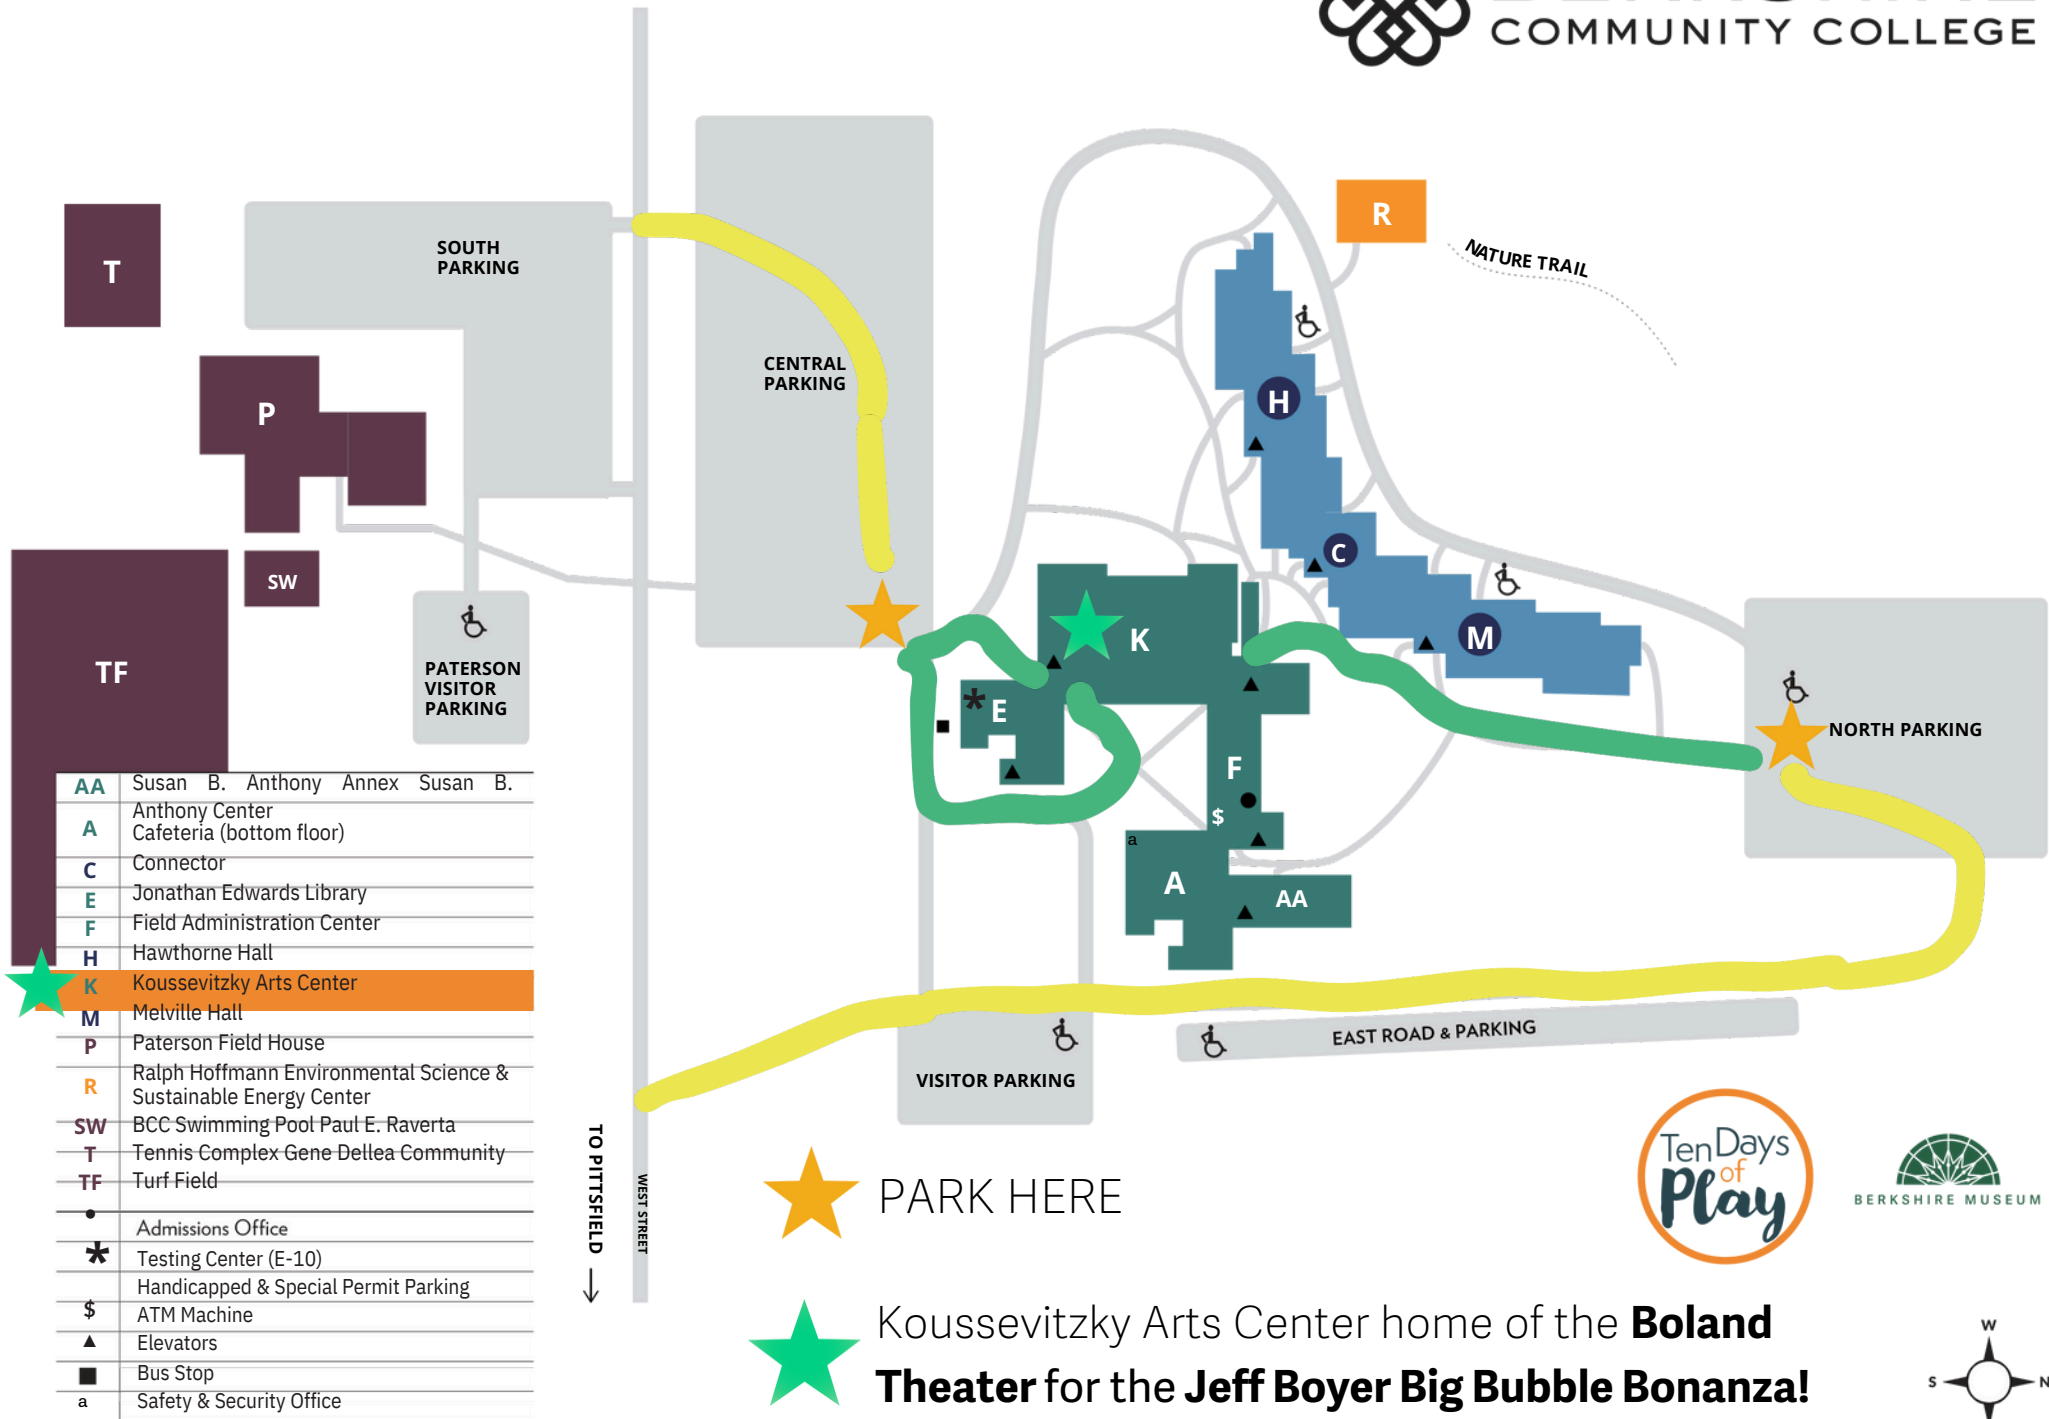 COMMUNITY COLLEGE
R
NATURE TRAIL
T
SOUTH
PARKING
CENTRAL
PARKING
H
P
C
SW
K
M
TF
PATERSON
VISITOR
PARKING
* E
NORTH PARKING
F
$
a
A
AA
EAST ROAD & PARKING
VISITOR PARKING
TO PITTSFIELD
WEST STREET
AA Susan B. Anthony Annex Susan B.
A Anthony Center
Cafeteria (bottom floor)
C Connector
E Jonathan Edwards Library
F Field Administration Center
H Hawthorne Hall
K Koussevitzky Arts Center
M Melville Hall
P Paterson Field House
R Ralph Hoffmann Environmental Science &
Sustainable Energy Center
SW BCC Swimming Pool Paul E. Raverta
T Tennis Complex Gene Dellea Community
TF Turf Field
Admissions Office
* Testing Center (E-10)
Handicapped & Special Permit Parking
$ ATM Machine
Elevators
Bus Stop
a Safety & Security Office
PARK HERE
Ten Days
of
Play
BERKSHIRE MUSEUM
Koussevitzky Arts Center home of the Boland
Theater for the Jeff Boyer Big Bubble Bonanza!
W
S N